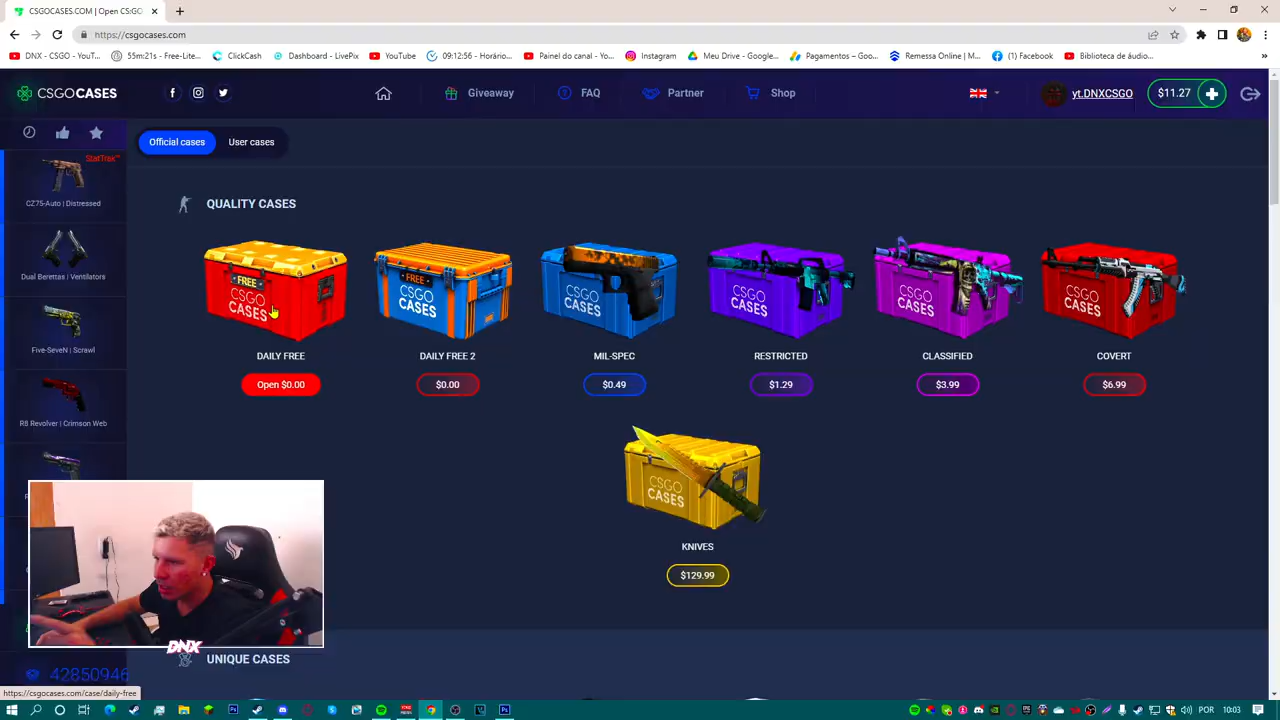 CSGOCASES.COM | Open CS:GO
https://csgocases.com
DNX - CSGO - YouT...
55m21s - Free-Lite...
ClickCash
Dashboard - LivePix
YouTube
09:12:56 - Horário...
Painel do canal - Yo...
Instagram
Meu Drive - Google...
Pagamentos – Goo...
Remessa Online | M...
(1) Facebook
Biblioteca de áudio...
»
CSGOCASES
Giveaway
FAQ
Partner
Shop
yt.DNXCSGO
$11.27
Official cases
User cases
StatTrak™
CZ75-Auto | Distressed
Dual Berettas | Ventilators
Five-SeveN | Scrawl
R8 Revolver | Crimson Web
QUALITY CASES
FREE
CSGO
CASES
FREE
CSGO
CASES
CSGO
CASES
CSGO
CASES
CSGO
CASES
CSGO
CASES
DAILY FREE
DAILY FREE 2
MIL-SPEC
RESTRICTED
CLASSIFIED
COVERT
Open $0.00
$0.00
$0.49
$1.29
$3.99
$6.99
CSGO
CASES
KNIVES
$129.99
DNX
UNIQUE CASES
42850946
https://csgocases.com/case/daily-free
POR
10:03